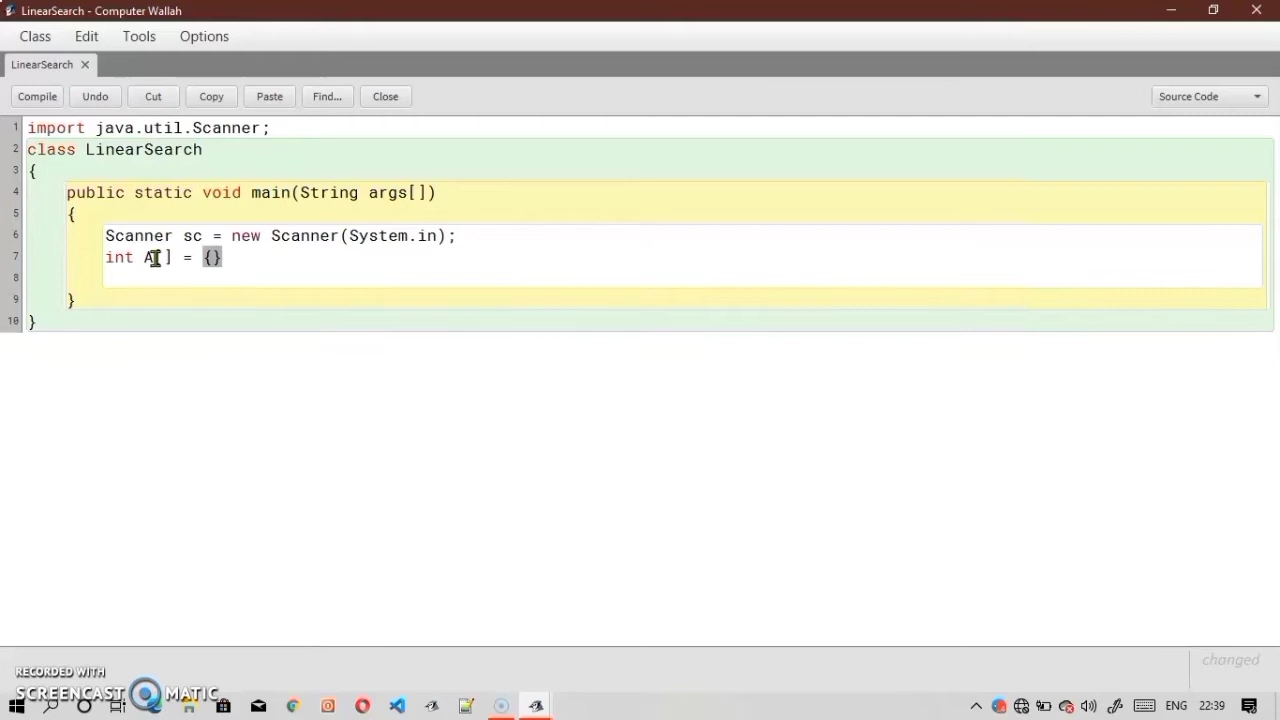 LinearSearch - Computer Wallah
Class Edit Tools Options
LinearSearch
Compile Undo Cut Copy Paste Find... Close Source Code
1 import java.util.Scanner;
2 class LinearSearch
3 {
4 public static void main(String args[])
5 {
6 Scanner sc = new Scanner(System.in);
7 int A[] = {}
8
9 }
10 }
changed
RECORDED WITH
SCREENCAST MATIC
ENG 22:39